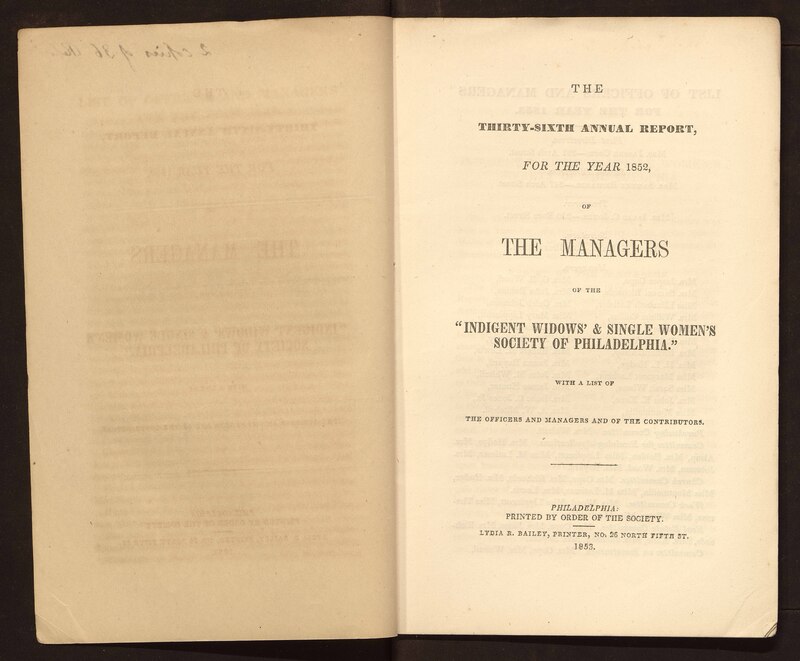 THE
THIRTY-SIXTH ANNUAL REPORT,
FOR THE YEAR 1852,
OF
THE MANAGERS
OF THE
"INDIGENT WIDOWS' & SINGLE WOMEN'S
SOCIETY OF PHILADELPHIA."
WITH A LIST OF
THE OFFICERS AND MANAGERS AND OF THE CONTRIBUTORS.
PHILADELPHIA:
PRINTED BY ORDER OF THE SOCIETY.
LYDIA R. BAILEY, PRINTER, NO. 26 NORTH FIFTH ST.
1853.